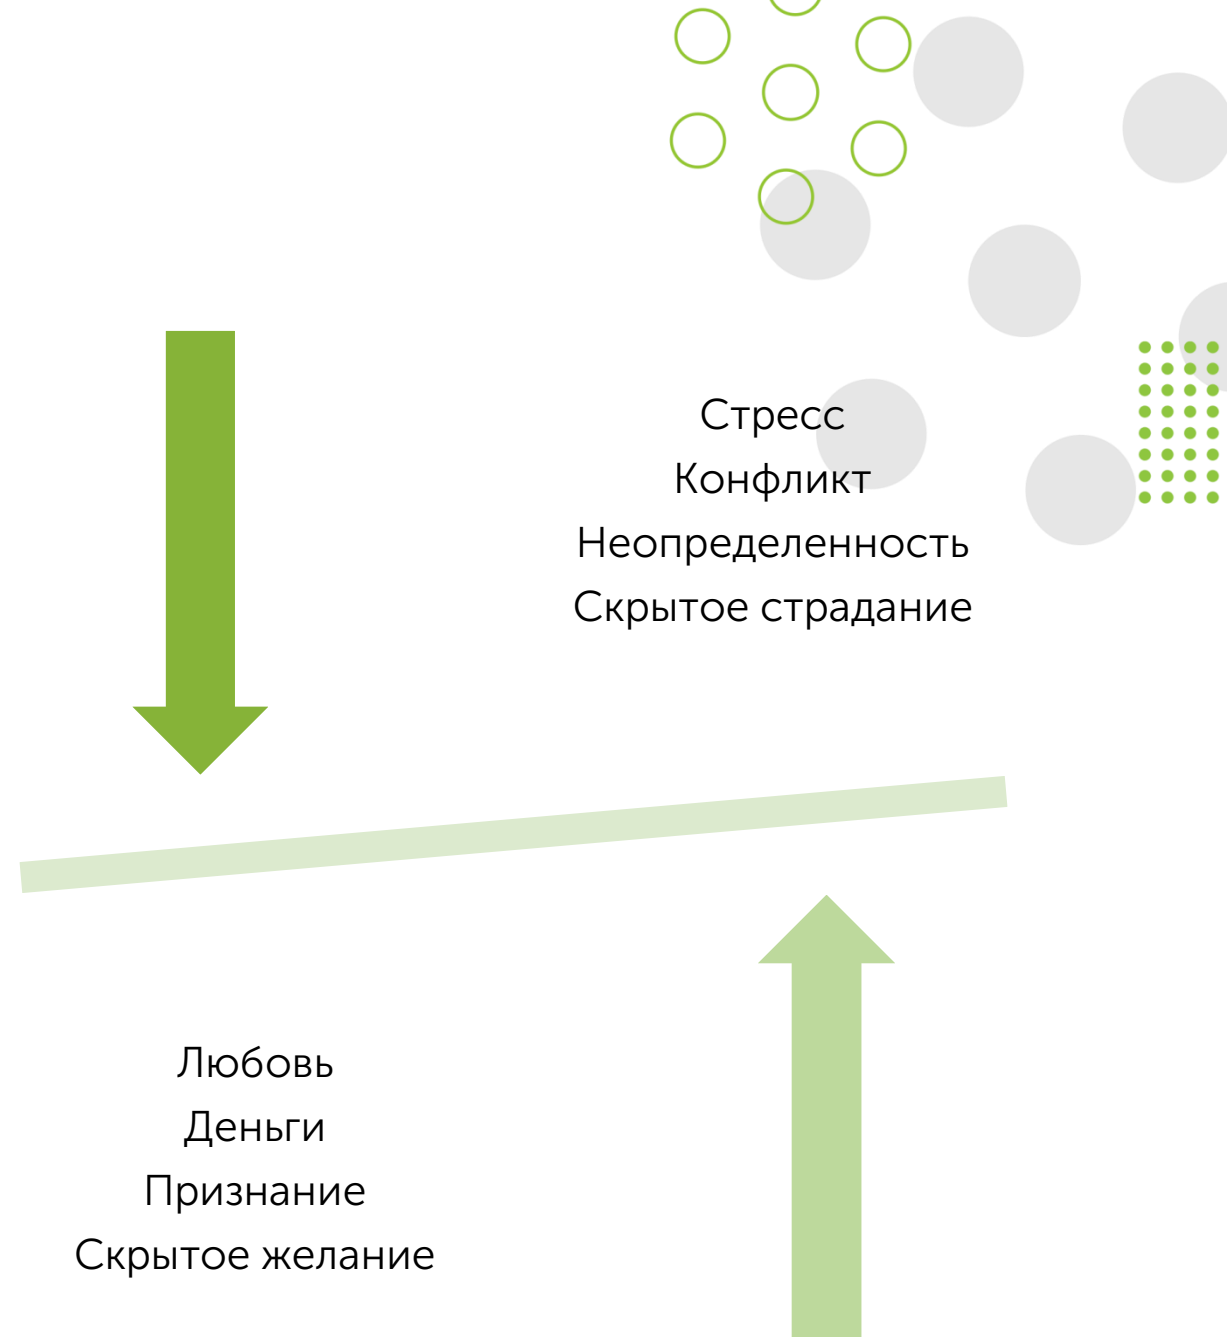 Стресс
Конфликт
Неопределенность
Скрытое страдание
Любовь
Деньги
Признание
Скрытое желание